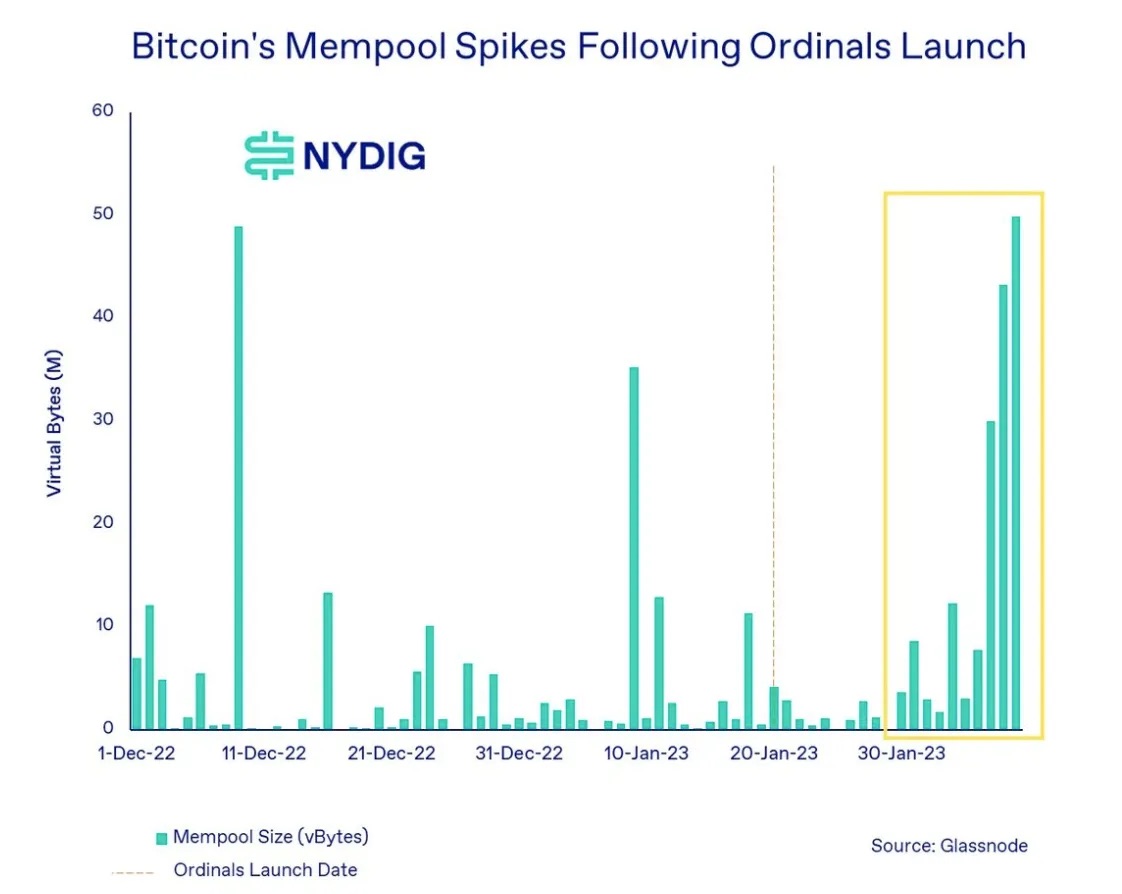 Bitcoin's Mempool Spikes Following Ordinals Launch
NYDIG
Virtual Bytes (M)
60
50
40
30
20
10
0
1-Dec-22 11-Dec-22 21-Dec-22 31-Dec-22 10-Jan-23 20-Jan-23 30-Jan-23
Mempool Size (vBytes)
Ordinals Launch Date
Source: Glassnode